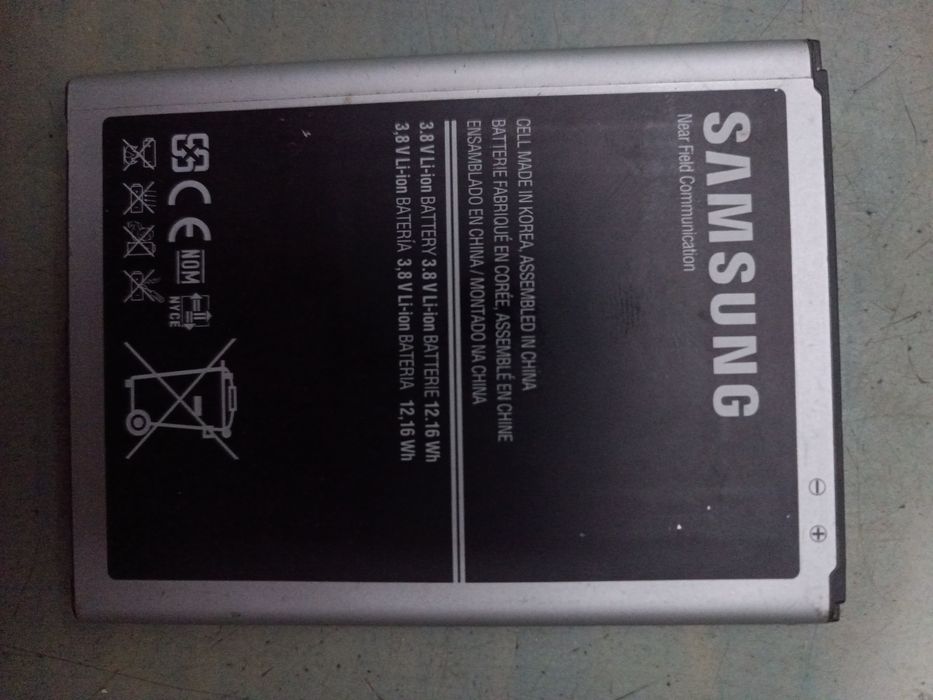 SAMSUNG
Near Field Communication
CELL MADE IN KOREA, ASSEMBLED IN CHINA
BATTERIE FABRIQUÉ EN CORÉE, ASSEMBLÉ EN CHINE
ENSAMBLADO EN CHINA / MONTADO NA CHINA
3.8 V Li-ion BATTERY 3.8 V Li-ion BATTERIE 12.16 Wh
3,8 V Li-ion BATERÍA 3,8 V Li-ion BATERIA 12,16 Wh
CE NOM NYCE